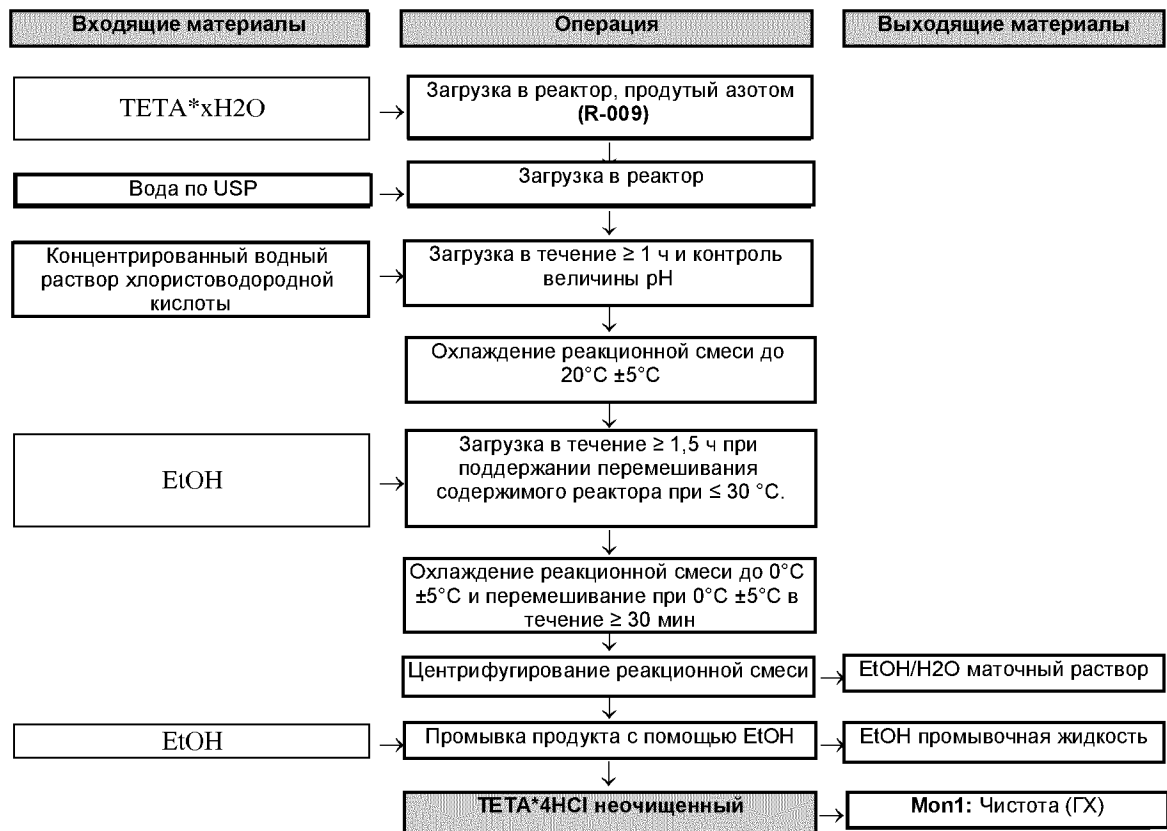 Входящие материалы
Операция
Выходящие материалы
TETA*xH2O
→
Загрузка в реактор, продутый азотом
(R-009)
Вода по USP
→
Загрузка в реактор
Концентрированный водный
раствор хлористоводородной
кислоты
→
Загрузка в течение ≥ 1 ч и контроль
величины pH
Охлаждение реакционной смеси до
20°C ±5°C
EtOH
→
Загрузка в течение ≥ 1,5 ч при
поддержании перемешивания
содержимого реактора при ≤ 30 °C.
Охлаждение реакционной смеси до 0°C
±5°C и перемешивание при 0°C ±5°C в
течение ≥ 30 мин
Центрифугирование реакционной смеси
→
EtOH/H2O маточный раствор
EtOH
→
Промывка продукта с помощью EtOH
→
EtOH промывочная жидкость
TETA*4HCl неочищенный
→
Mon1: Чистота (ГХ)